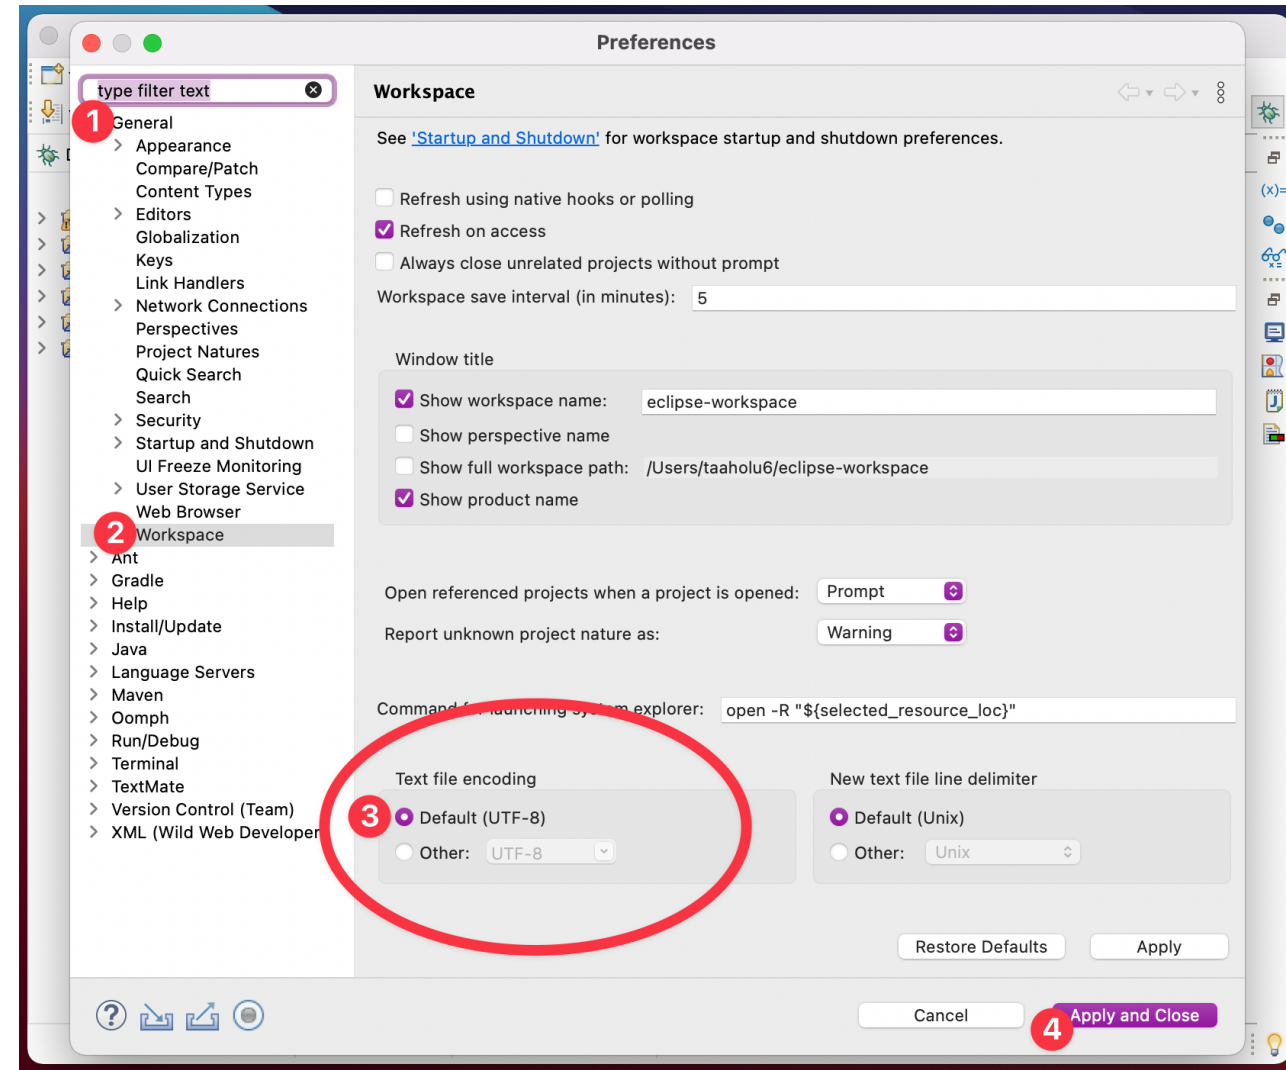 Preferences
type filter text
1
General
Appearance
Compare/Patch
Content Types
Editors
Globalization
Keys
Link Handlers
Network Connections
Perspectives
Project Natures
Quick Search
Search
Security
Startup and Shutdown
UI Freeze Monitoring
User Storage Service
Web Browser
2
Workspace
Ant
Gradle
Help
Install/Update
Java
Language Servers
Maven
Oomph
Run/Debug
Terminal
TextMate
Version Control (Team)
XML (Wild Web Developer
Workspace
See 'Startup and Shutdown' for workspace startup and shutdown preferences.
Refresh using native hooks or polling
Refresh on access
Always close unrelated projects without prompt
Workspace save interval (in minutes): 5
Window title
Show workspace name: eclipse-workspace
Show perspective name
Show full workspace path: /Users/taaholu6/eclipse-workspace
Show product name
Open referenced projects when a project is opened: Prompt
Report unknown project nature as: Warning
Command for launching system explorer: open -R "${selected_resource_loc}"
Text file encoding
3
Default (UTF-8)
Other: UTF-8
New text file line delimiter
Default (Unix)
Other: Unix
Restore Defaults
Apply
Cancel
4
Apply and Close
(x)=